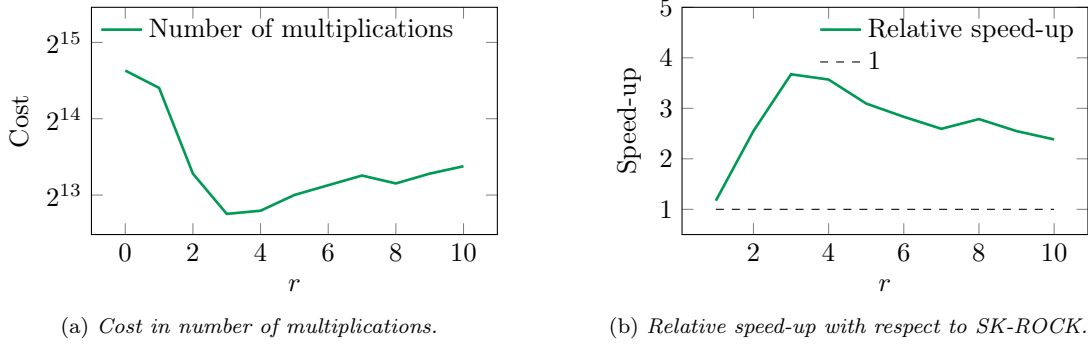 Number of multiplications
2^15
2^14
2^13
Cost
0 2 4 6 8 10
r
(a) Cost in number of multiplications.
Relative speed-up
1
5
4
3
2
1
Speed-up
2 4 6 8 10
r
(b) Relative speed-up with respect to SK-ROCK.